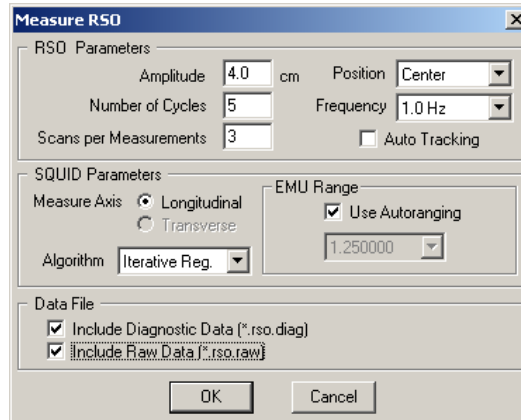 Measure RSO
RSO Parameters
Amplitude 4.0 cm Position Center
Number of Cycles 5 Frequency 1.0 Hz
Scans per Measurements 3 Auto Tracking
SQUID Parameters
Measure Axis Longitudinal
Transverse
Algorithm Iterative Reg.
EMU Range
Use Autoranging
1.250000
Data File
Include Diagnostic Data (*.rso.diag)
Include Raw Data (*.rso.raw)
OK Cancel